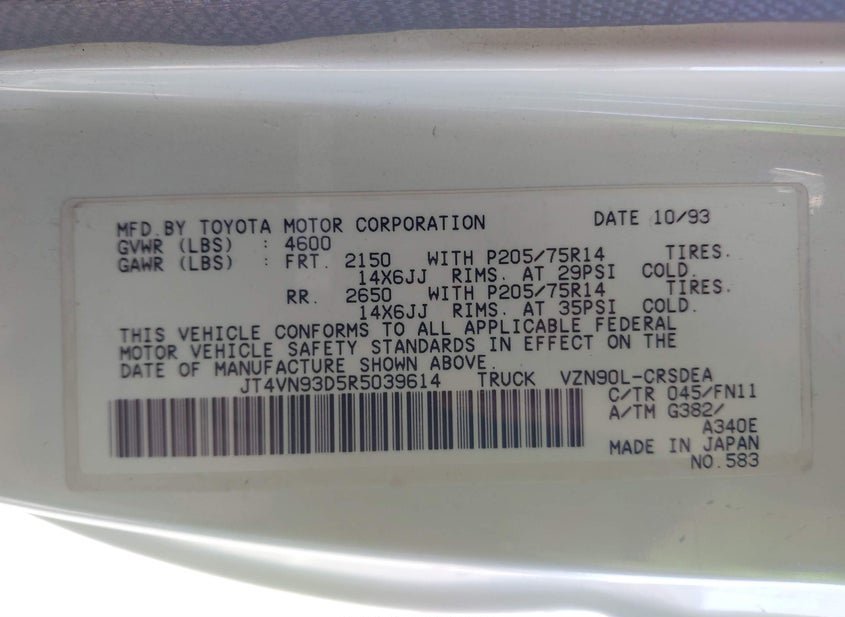 MFD.BY TOYOTA MOTOR CORPORATION DATE 10/93
GVWR (LBS) : 4600
GAWR (LBS) : FRT. 2150 WITH P205/75R14 TIRES.
14X6JJ RIMS. AT 29PSI COLD.
RR. 2650 WITH P205/75R14 TIRES.
14X6JJ RIMS. AT 35PSI COLD.
THIS VEHICLE CONFORMS TO ALL APPLICABLE FEDERAL
MOTOR VEHICLE SAFETY STANDARDS IN EFFECT ON THE
DATE OF MANUFACTURE SHOWN ABOVE.
JT4VN93D5R5039614 TRUCK VZN90L-CRSDEA
C/TR 045/FN11
A/TM G382/
A340E
MADE IN JAPAN
NO.583